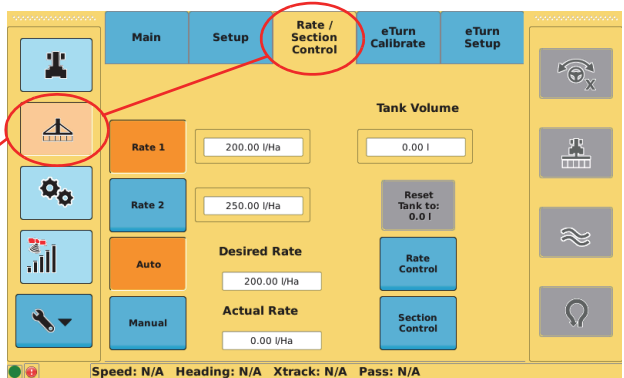 Main
Setup
Rate /
Section
Control
eTurn
Calibrate
eTurn
Setup
Tank Volume
Rate 1
200.00 l/Ha
0.00 l
Rate 2
250.00 l/Ha
Reset
Tank to:
0.0 l
Auto
Desired Rate
200.00 l/Ha
Rate
Control
Manual
Actual Rate
0.00 l/Ha
Section
Control
Speed: N/A Heading: N/A Xtrack: N/A Pass: N/A